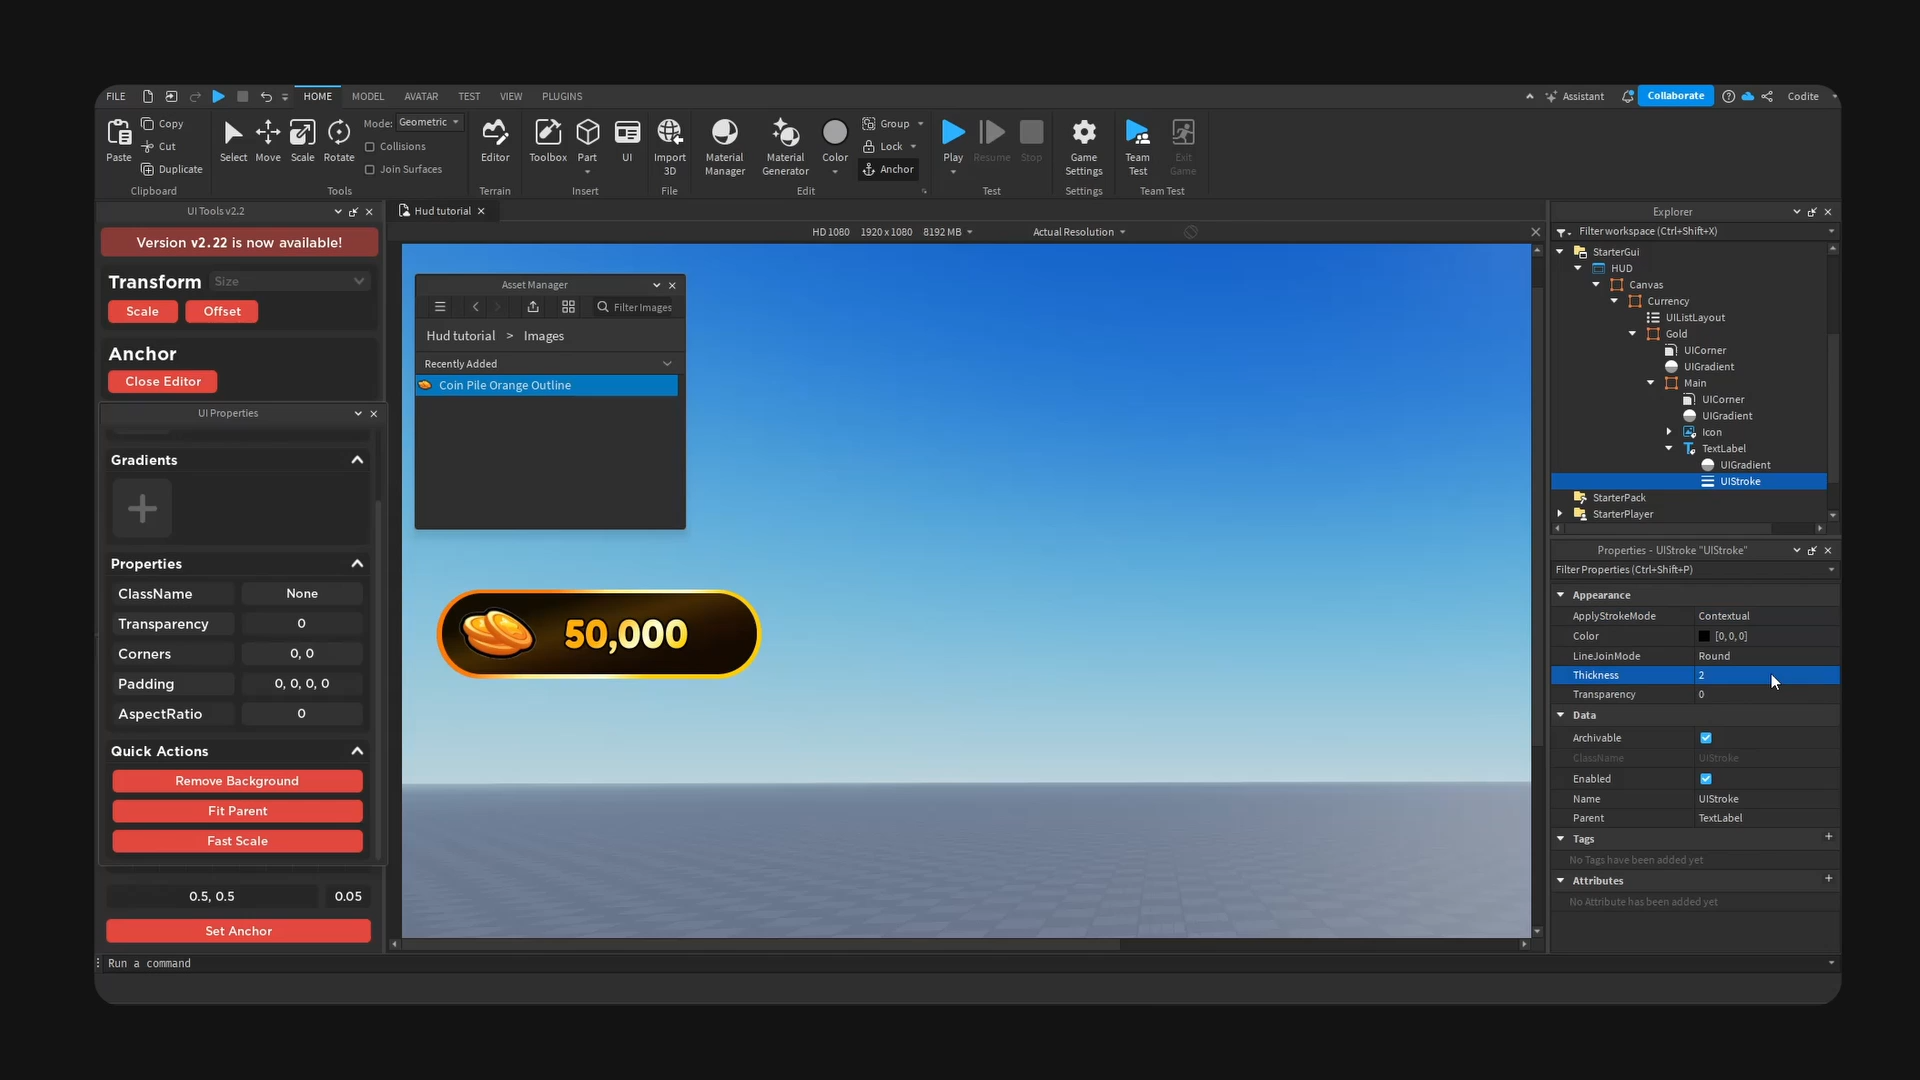 FILE HOME MODEL AVATAR TEST VIEW PLUGINS Assistant Collaborate Codite
Copy
Cut
Duplicate
Paste
Clipboard
Select Move Scale Rotate
Mode: Geometric
Collisions
Join Surfaces
Tools
Editor
Terrain
Toolbox Part UI
Insert
Import 3D
File
Material Manager
Material Generator
Color
Group
Lock
Anchor
Edit
Play Resume Stop
Test
Game Settings
Settings
Team Test
Exit Game
Team Test
UI Tools v2.2
Version v2.22 is now available!
Transform Size
Scale Offset
Anchor
Close Editor
UI Properties
Gradients
Properties
ClassName None
Transparency 0
Corners 0, 0
Padding 0, 0, 0, 0
AspectRatio 0
Quick Actions
Remove Background
Fit Parent
Fast Scale
0.5, 0.5 0.05
Set Anchor
Run a command
Hud tutorial
HD 1080 1920 x 1080 8192 MB Actual Resolution
Asset Manager
Filter Images
Hud tutorial > Images
Recently Added
Coin Pile Orange Outline
50,000
Explorer
Filter workspace (Ctrl+Shift+X)
StarterGui
HUD
Canvas
Currency
UIListLayout
Gold
UICorner
UIGradient
Main
UICorner
UIGradient
Icon
TextLabel
UIGradient
UIStroke
StarterPack
StarterPlayer
Properties - UIStroke "UIStroke"
Filter Properties (Ctrl+Shift+P)
Appearance
ApplyStrokeMode Contextual
Color [0, 0, 0]
LineJoinMode Round
Thickness 2
Transparency 0
Data
Archivable
ClassName UIStroke
Enabled
Name UIStroke
Parent TextLabel
Tags
No Tags have been added yet
Attributes
No Attribute has been added yet